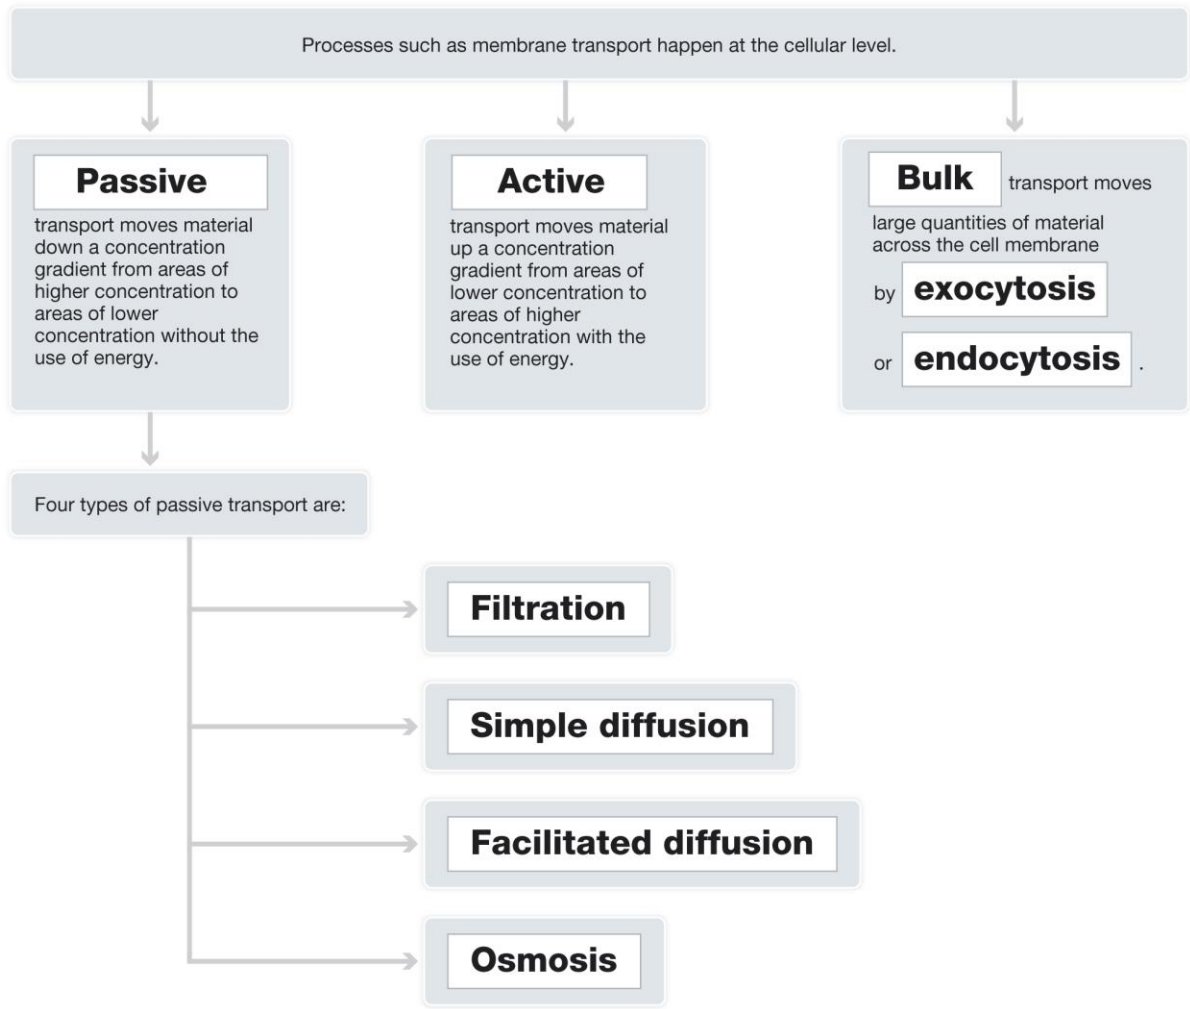 Processes such as membrane transport happen at the cellular level.
Passive
transport moves material
down a concentration
gradient from areas of
higher concentration to
areas of lower
concentration without the
use of energy.
Active
transport moves material
up a concentration
gradient from areas of
lower concentration to
areas of higher
concentration with the
use of energy.
Bulk transport moves
large quantities of material
across the cell membrane
by exocytosis
or endocytosis .
Four types of passive transport are:
Filtration
Simple diffusion
Facilitated diffusion
Osmosis